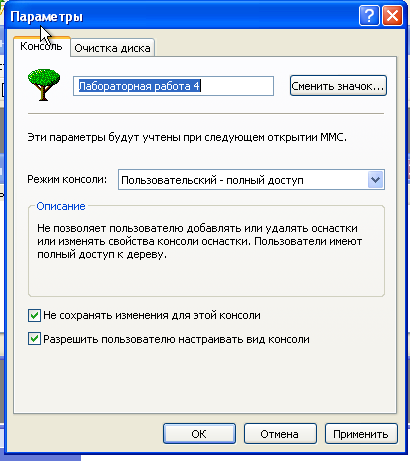 Параметры
Консоль
Очистка диска
Лабораторная работа 4
Сменить значок...
Эти параметры будут учтены при следующем открытии MMC.
Режим консоли:
Пользовательский - полный доступ
Описание
Не позволяет пользователю добавлять или удалять оснастки
или изменять свойства консоли оснастки. Пользователи имеют
полный доступ к дереву.
Не сохранять изменения для этой консоли
Разрешить пользователю настраивать вид консоли
ОК
Отмена
Применить